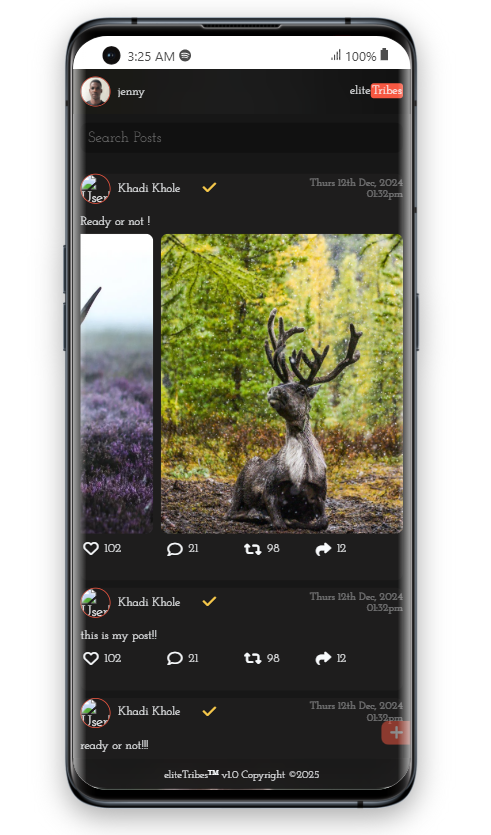 3:25 AM 100%
jenny eliteTribes
Search Posts
Khadi Khole Thurs 12th Dec, 2024
01:32pm
Ready or not !
102 21 98 12
User
Khadi Khole Thurs 12th Dec, 2024
01:32pm
this is my post!!
102 21 98 12
Khadi Khole Thurs 12th Dec, 2024
01:32pm
ready or not!!!
eliteTribes™ v1.0 Copyright ©2025